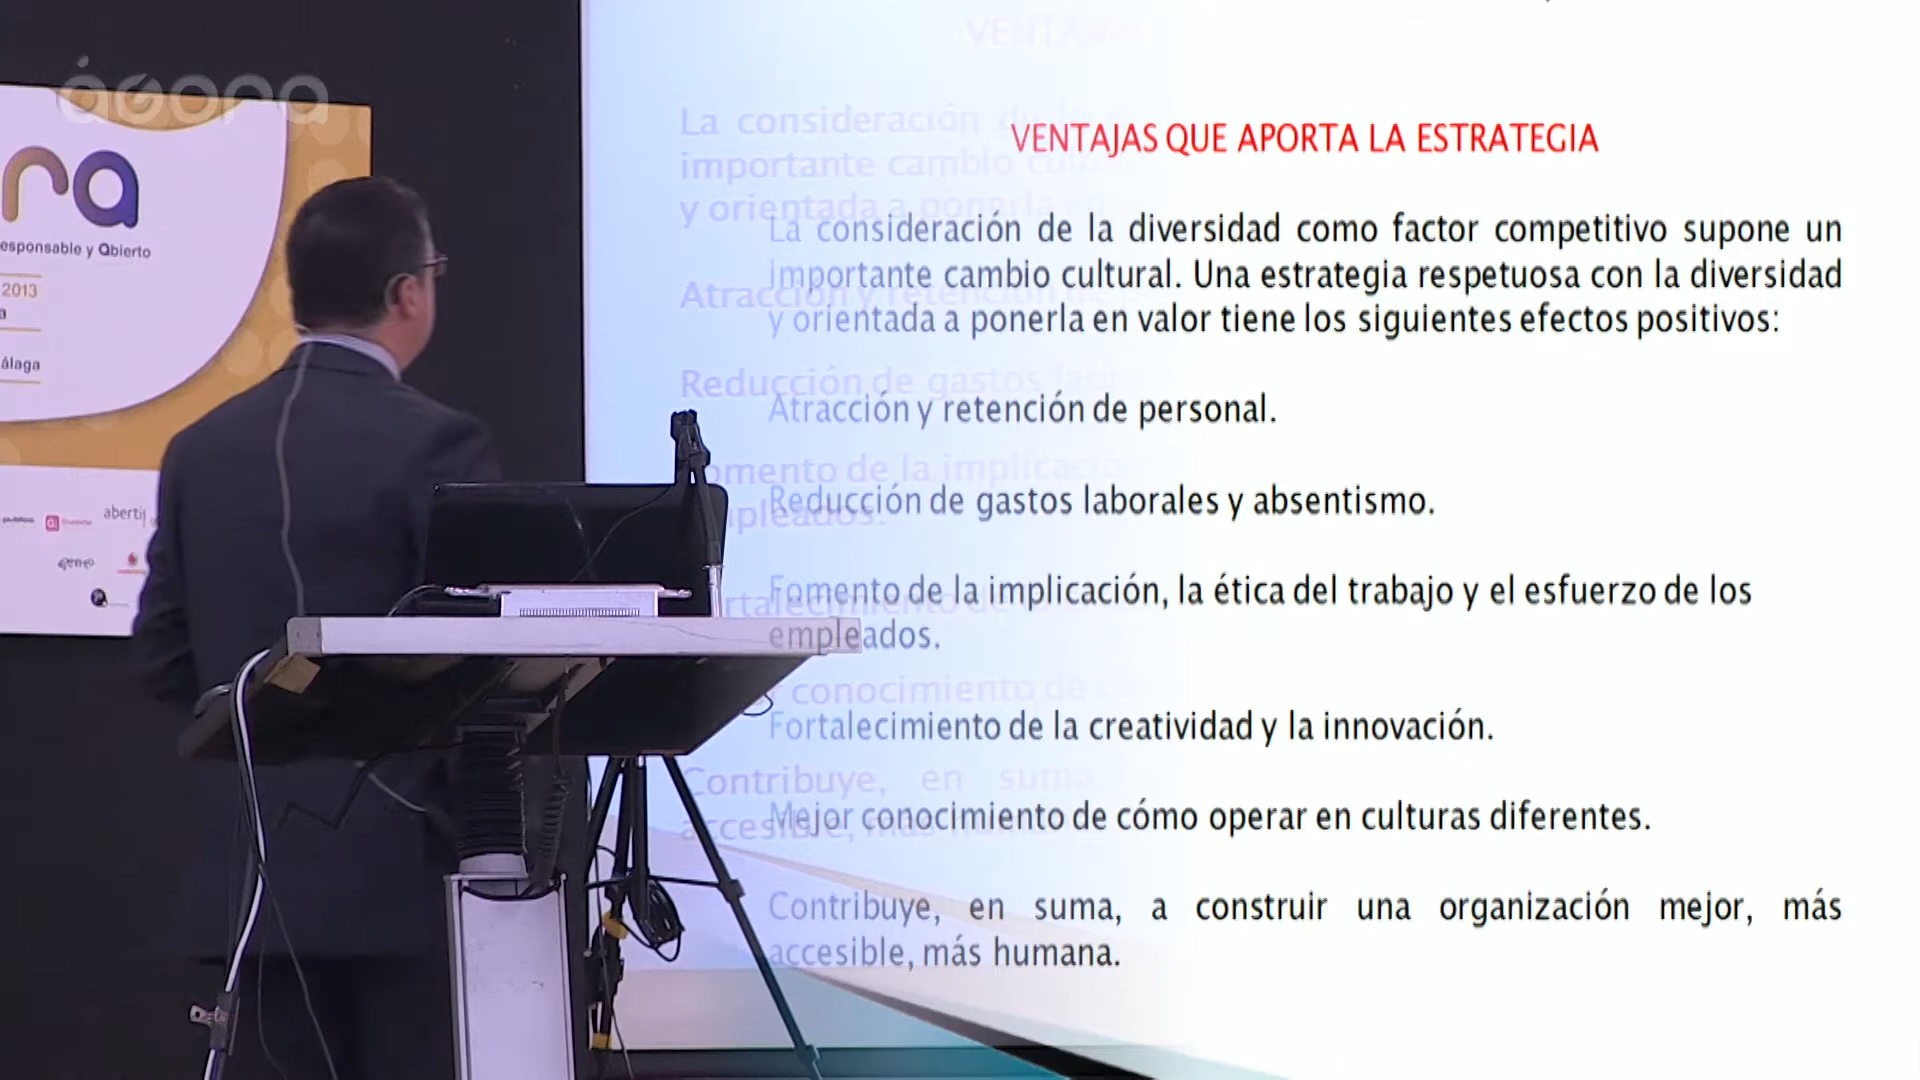 ágora
ra
esponsable y Qbierto
2013
a
álaga
aberti
VENTAJAS QUE APORTA LA ESTRATEGIA
La consideración de la diversidad como factor competitivo supone un
importante cambio cultural. Una estrategia respetuosa con la diversidad
y orientada a ponerla en valor tiene los siguientes efectos positivos:
Atracción y retención de personal.
Reducción de gastos laborales y absentismo.
Fomento de la implicación, la ética del trabajo y el esfuerzo de los
empleados.
Fortalecimiento de la creatividad y la innovación.
Mejor conocimiento de cómo operar en culturas diferentes.
Contribuye, en suma, a construir una organización mejor, más
accesible, más humana.